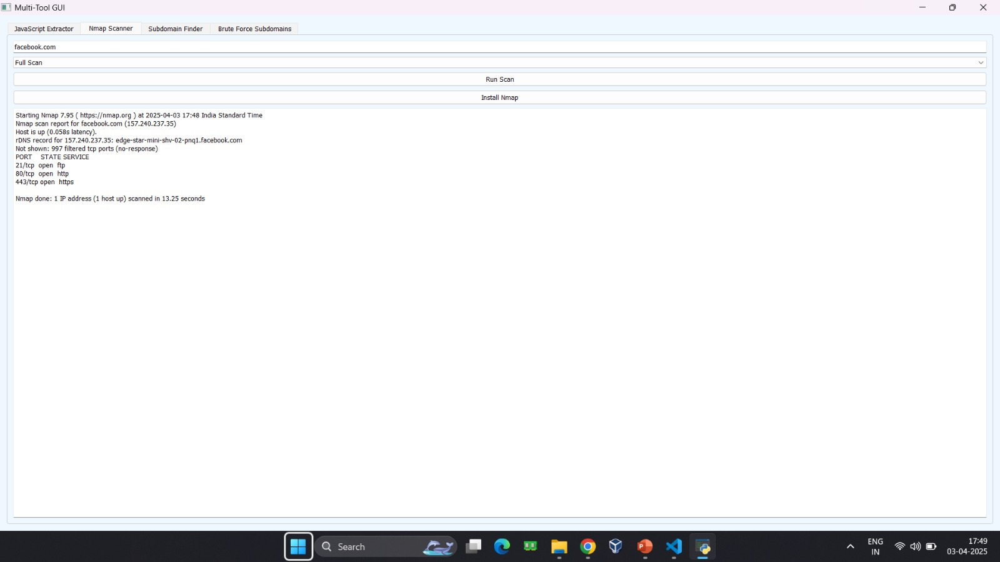 Multi-Tool GUI
JavaScript Extractor
Nmap Scanner
Subdomain Finder
Brute Force Subdomains
facebook.com
Full Scan
Run Scan
Install Nmap
Starting Nmap 7.95 ( https://nmap.org ) at 2025-04-03 17:48 India Standard Time
Nmap scan report for facebook.com (157.240.237.35)
Host is up (0.058s latency).
rDNS record for 157.240.237.35: edge-star-mini-shv-02-pnq1.facebook.com
Not shown: 997 filtered tcp ports (no-response)
PORT    STATE SERVICE
21/tcp  open  ftp
80/tcp  open  http
443/tcp open  https
Nmap done: 1 IP address (1 host up) scanned in 13.25 seconds
Search
P
ENG
IN
17:49
03-04-2025